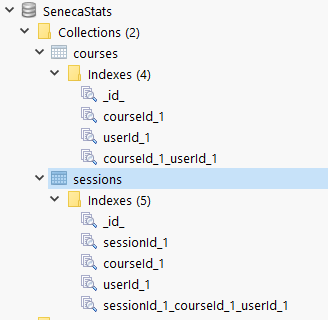 SenecaStats
Collections (2)
courses
Indexes (4)
_id_
courseId_1
userId_1
courseId_1_userId_1
sessions
Indexes (5)
_id_
sessionId_1
courseId_1
userId_1
sessionId_1_courseId_1_userId_1